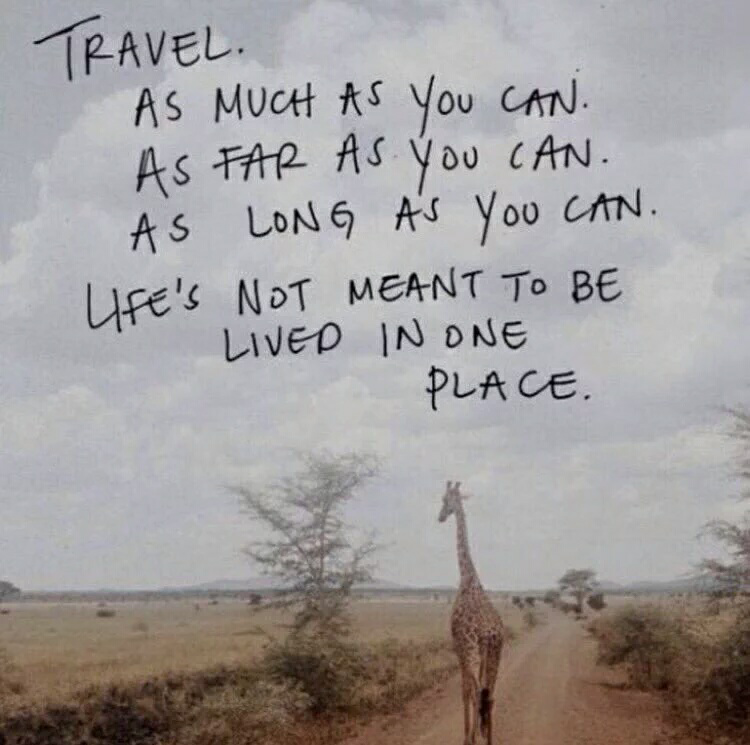 TRAVEL.
AS MUCH AS YOU CAN.
AS FAR AS YOU CAN.
AS LONG AS YOU CAN.
LIFE'S NOT MEANT TO BE
LIVED IN ONE
PLACE.